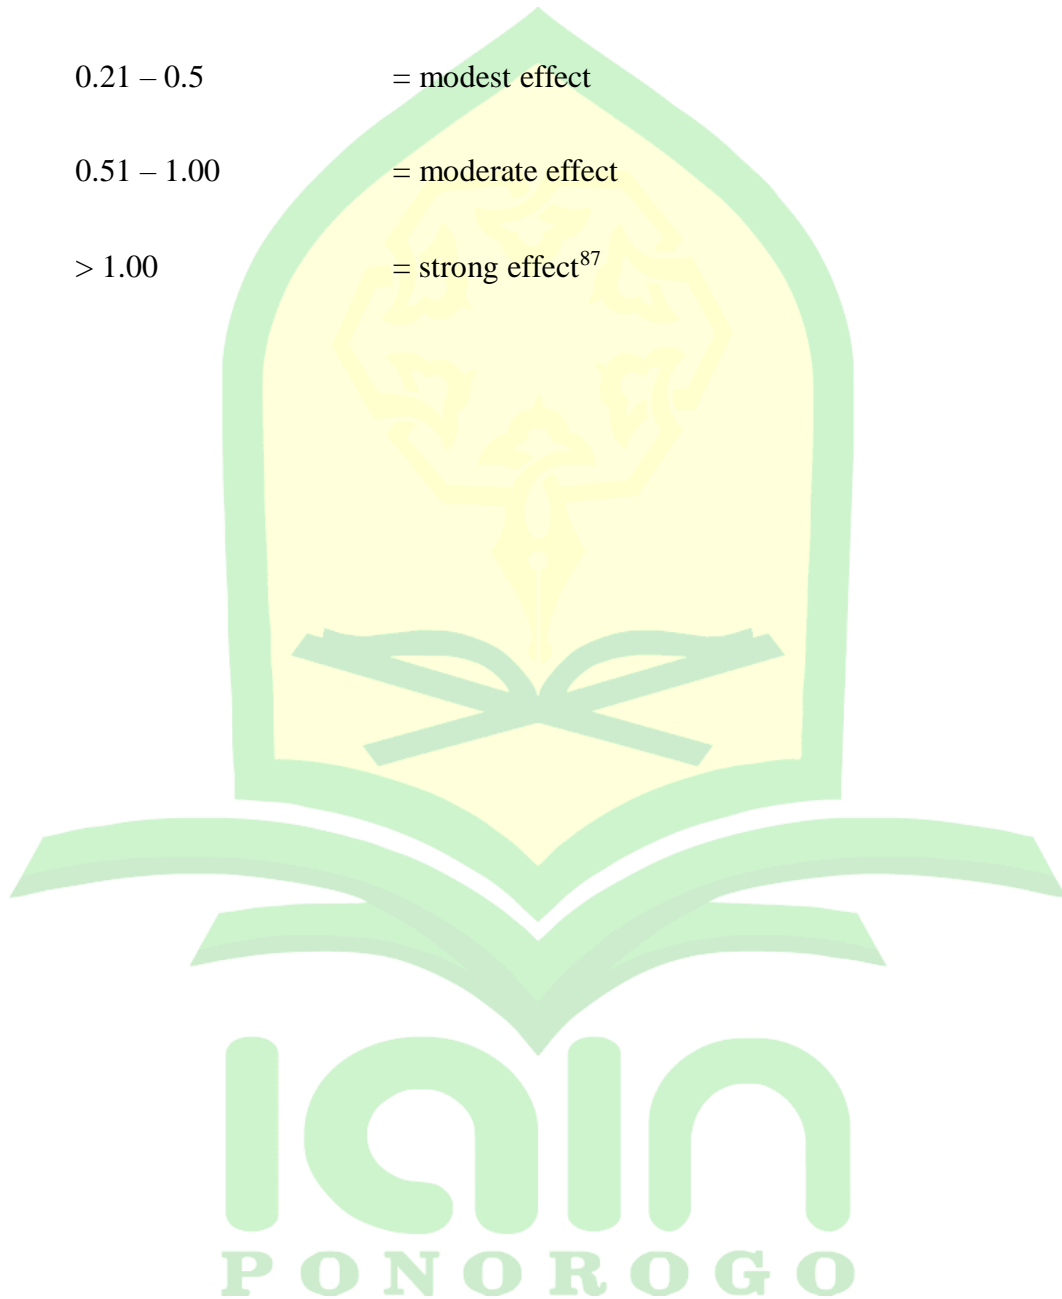 0.21 – 0.5 = modest effect
0.51 – 1.00 = moderate effect
> 1.00 = strong effect87
IAIN
PONOROGO